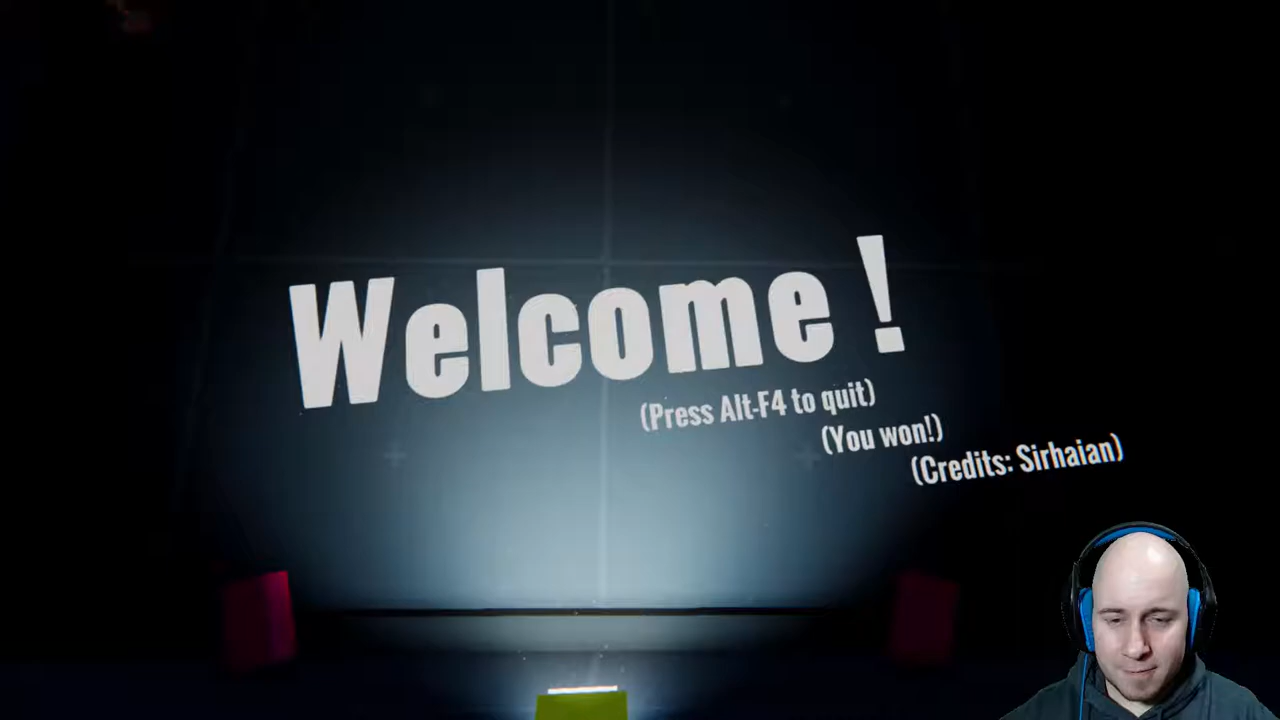 Welcome !
(Press Alt-F4 to quit)
(You won!)
(Credits: Sirhaian)